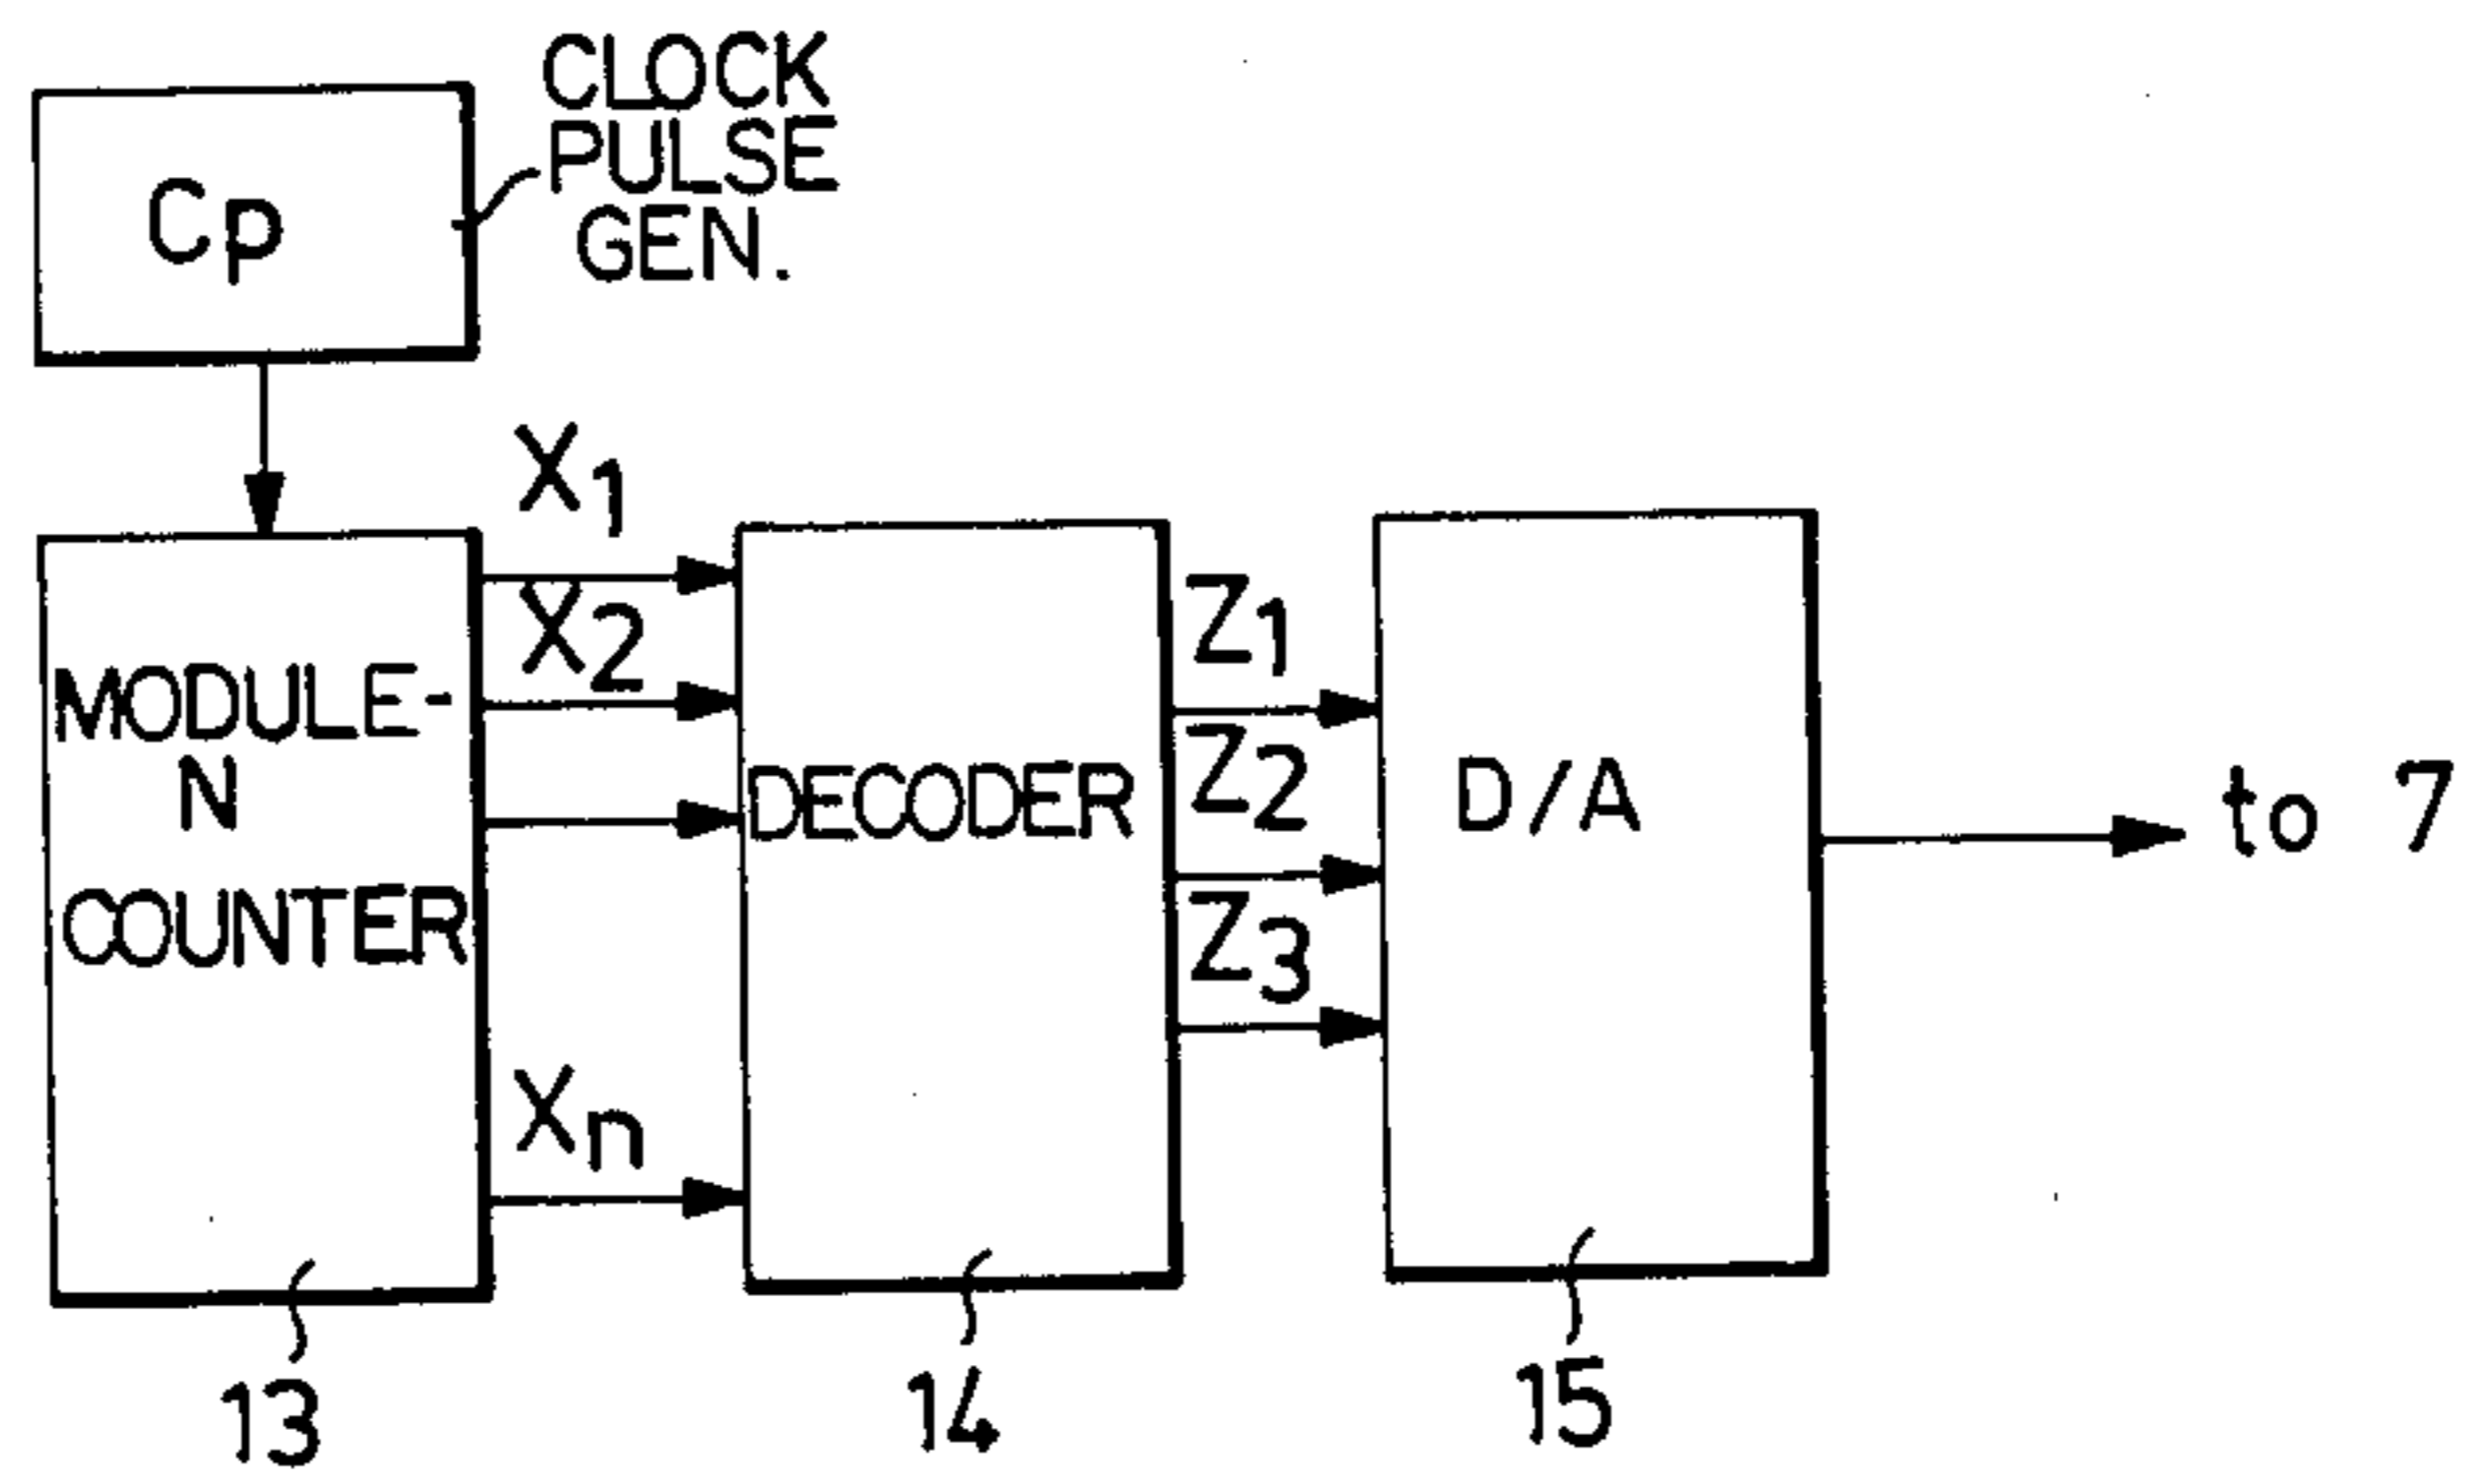 CLOCK
PULSE
GEN.
Cp
X1
X2
Xn
MODULE-
N
COUNTER
DECODER
Z1
Z2
Z3
D/A
to 7
13
14
15